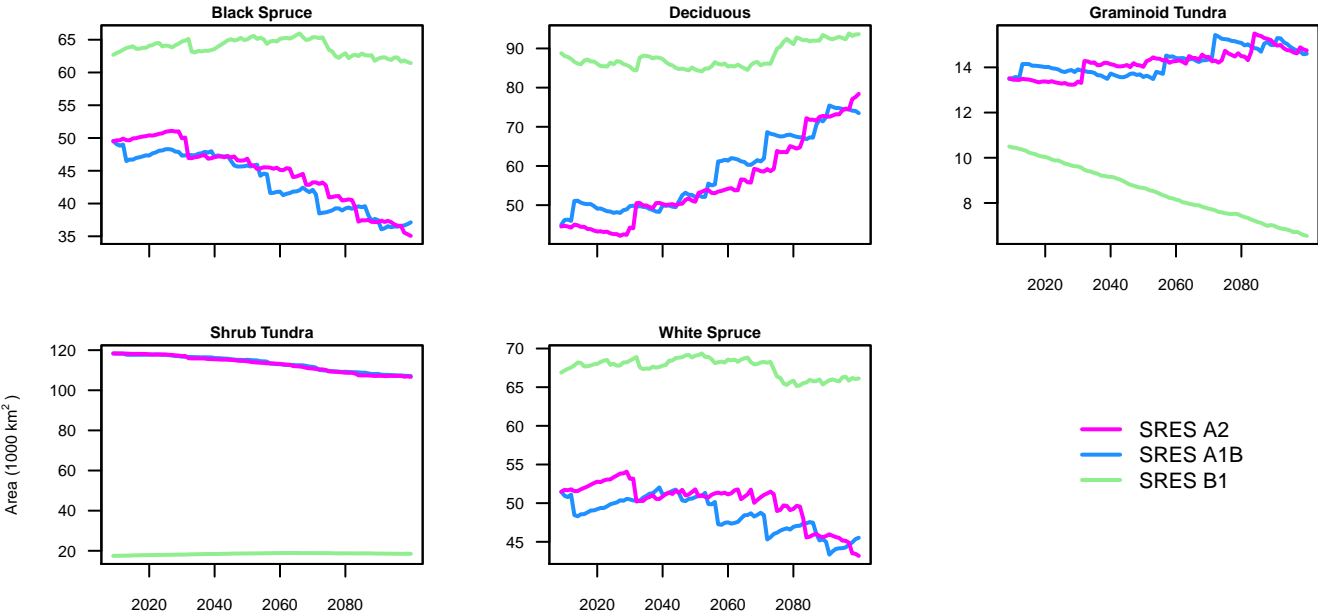 Black Spruce
65
60
55
50
45
40
35
Deciduous
90
80
70
60
50
Graminoid Tundra
14
12
10
8
2020 2040 2060 2080
Shrub Tundra
120
100
80
60
40
20
2020 2040 2060 2080
Area (1000 km²)
White Spruce
70
65
60
55
50
45
2020 2040 2060 2080
SRES A2
SRES A1B
SRES B1